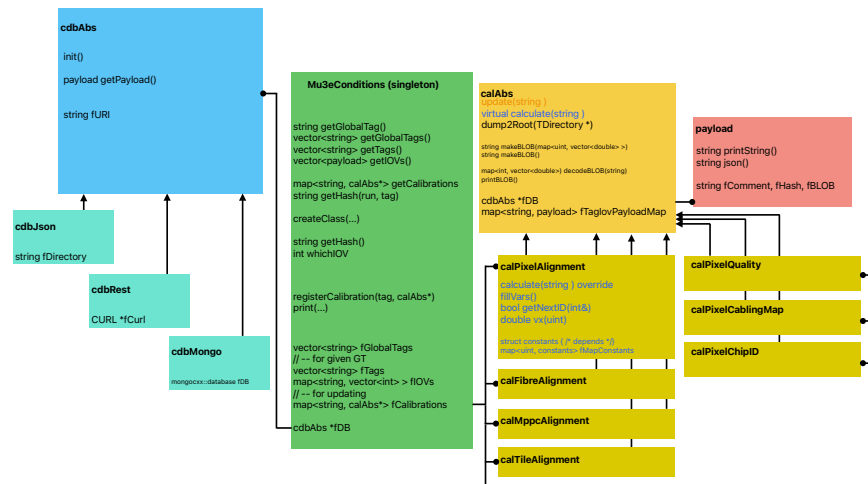 cdbAbs
init()
payload getPayload()
string fURI
cdbJson
string fDirectory
cdbRest
CURL *fCurl
cdbMongo
mongocxx::database fDB
Mu3eConditions (singleton)
string getGlobalTag()
vector<string> getGlobalTags()
vector<string> getTags()
vector<payload> getIOVs()
map<string, calAbs*> getCalibrations
string getHash(run, tag)
createClass(...)
string getHash()
int whichIOV
registerCalibration(tag, calAbs*)
print(...)
vector<string> fGlobalTags
// -- for given GT
vector<string> fTags
map<string, vector<int> > fIOVs
// -- for updating
map<string, calAbs*> fCalibrations
cdbAbs *fDB
calAbs
update(string )
virtual calculate(string )
dump2Root(TDirectory *)
string makeBLOB(map<uint, vector<double> >)
string makeBLOB()
map<int, vector<double>) decodeBLOB(string)
printBLOB()
cdbAbs *fDB
map<string, payload> fTagIovPayloadMap
payload
string printString()
string json()
string fComment, fHash, fBLOB
calPixelAlignment
calculate(string ) override
fillVars()
bool getNextID(int&)
double vx(uint)
struct constants { /* depends */}
map<uint, constants> fMapConstants
calFibreAlignment
calMppcAlignment
calTileAlignment
calPixelQuality
calPixelCablingMap
calPixelChipID